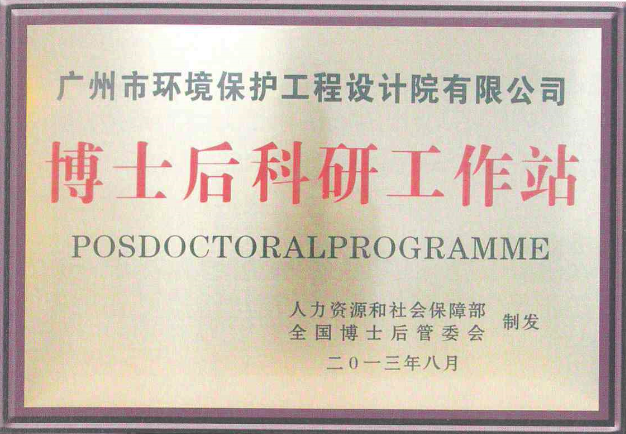 广州市环境保护工程设计院有限公司
博士后科研工作站
POSDOCTORALPROGRAMME
人力资源和社会保障部
全国博士后管委会
制发
二0一三年八月